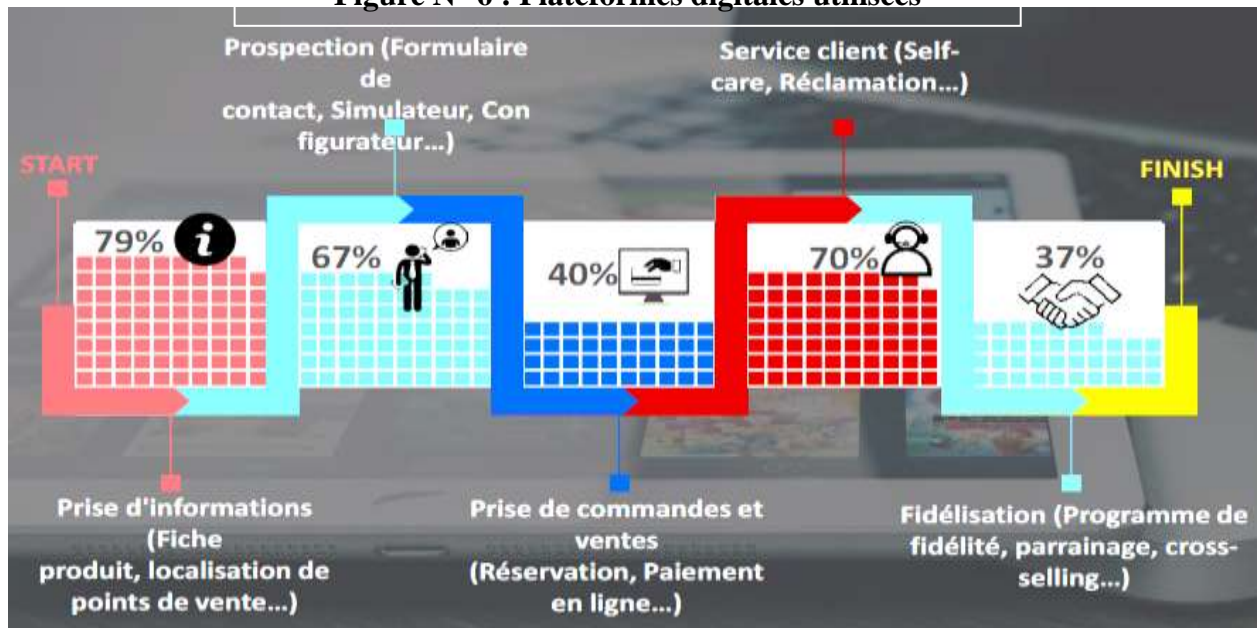 Figure N° 6 : Plateformes digitales utilisées
Prospection (Formulaire
de
contact, Simulateur, Con
figurateur...)
Service client (Self-
care, Réclamation...)
START
FINISH
79%
67%
40%
70%
37%
Prise d'informations
(Fiche
produit, localisation de
points de vente...)
Prise de commandes et
ventes
(Réservation, Paiement
en ligne...)
Fidélisation (Programme de
fidélité, parrainage, cross-
selling...)